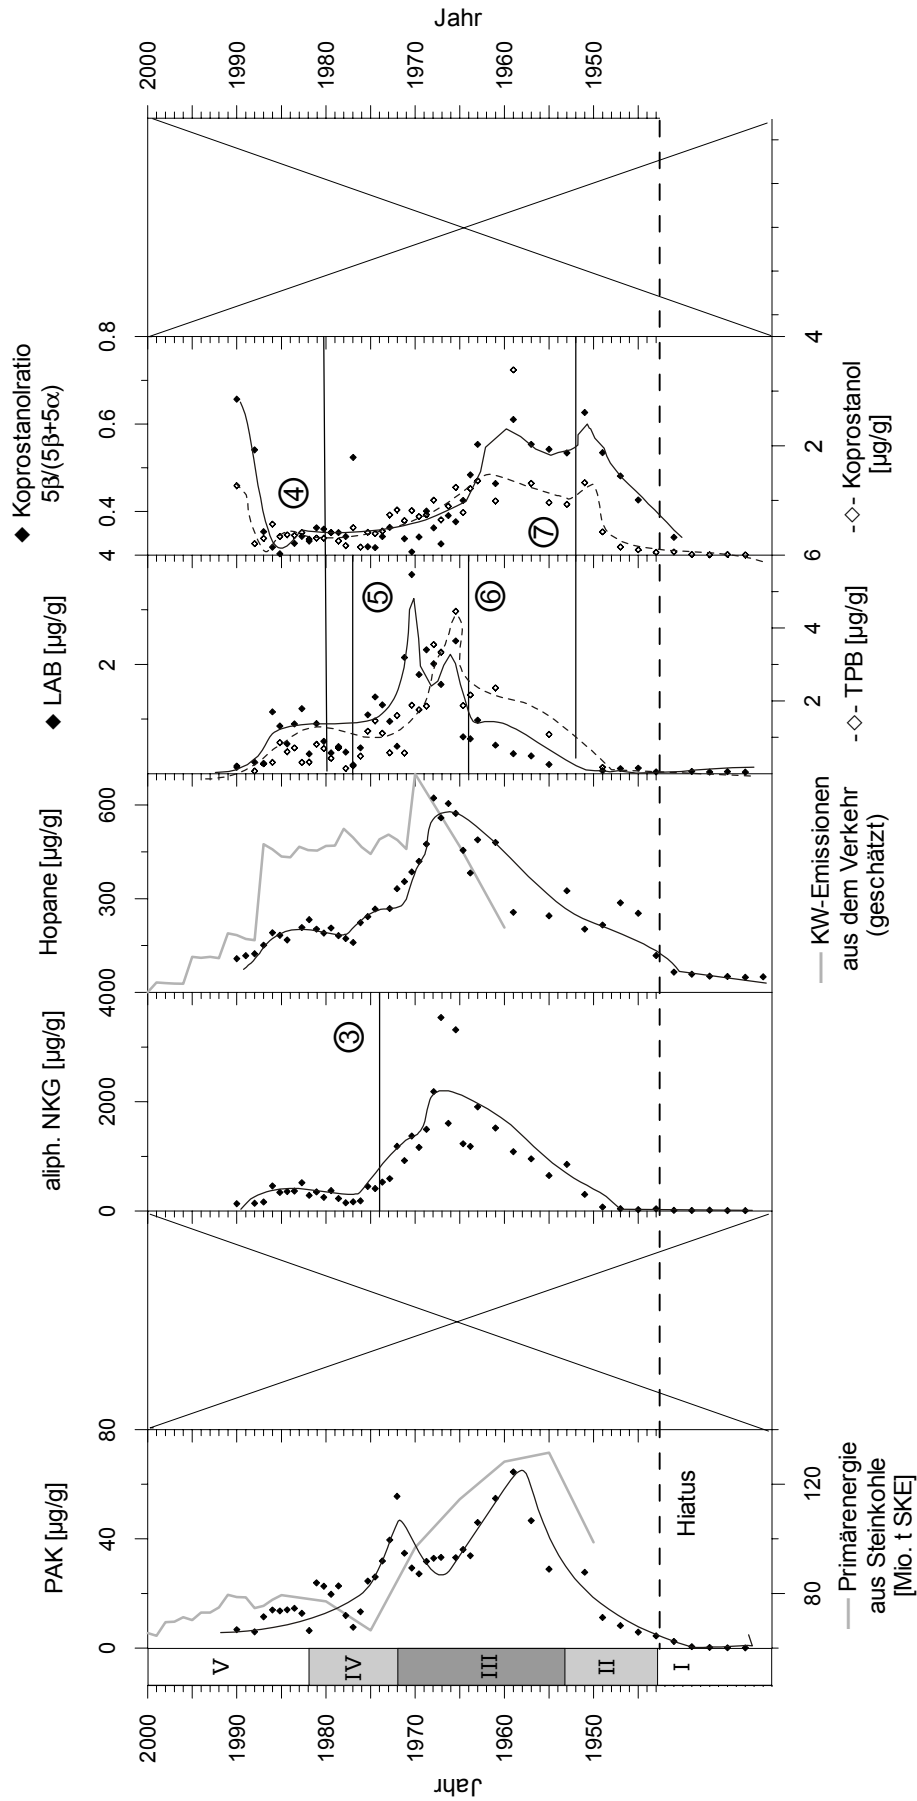 Jahr
2000
1990
1980
1970
1960
1950
◆ Koprostanolratio
5β/(5β+5α)
0.4
0.6
0.8
④
⑦
-◇- Koprostanol
[µg/g]
6
2
4
◆ LAB [µg/g]
2
4
⑤
⑥
-◇- TPB [µg/g]
2
4
Hopane [µg/g]
300
600
KW-Emissionen
aus dem Verkehr
(geschätzt)
aliph. NKG [µg/g]
0
2000
4000
4000
③
PAK [µg/g]
0
40
80
Primärenergie
aus Steinkohle
[Mio. t SKE]
80
120
Hiatus
V
IV
III
II
I
2000
1990
1980
1970
1960
1950
Jahr